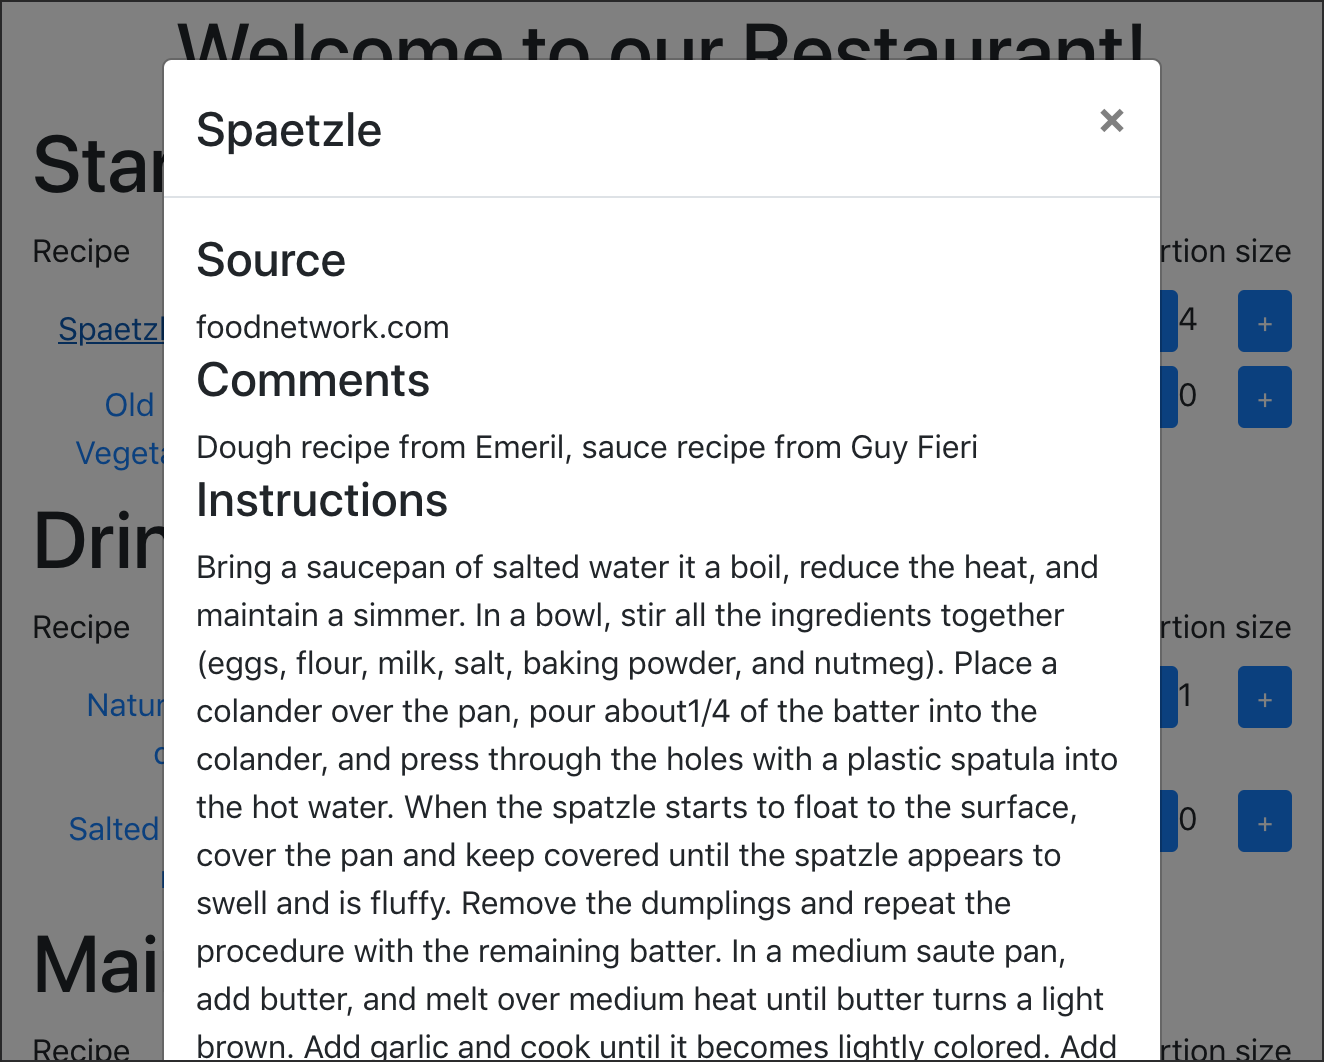 Welcome to our Restaurant!
Spaetzle ×
Source
foodnetwork.com
Comments
Dough recipe from Emeril, sauce recipe from Guy Fieri
Instructions
Bring a saucepan of salted water it a boil, reduce the heat, and
maintain a simmer. In a bowl, stir all the ingredients together
(eggs, flour, milk, salt, baking powder, and nutmeg). Place a
colander over the pan, pour about1/4 of the batter into the
colander, and press through the holes with a plastic spatula into
the hot water. When the spatzle starts to float to the surface,
cover the pan and keep covered until the spatzle appears to
swell and is fluffy. Remove the dumplings and repeat the
procedure with the remaining batter. In a medium saute pan,
add butter, and melt over medium heat until butter turns a light
brown. Add garlic and cook until it becomes lightly colored. Add
Recipe rtion size
Spaetzl 4 +
Old 0 +
Recipe rtion size
Natur 1 +
Salted 0 +
Recipe rtion size